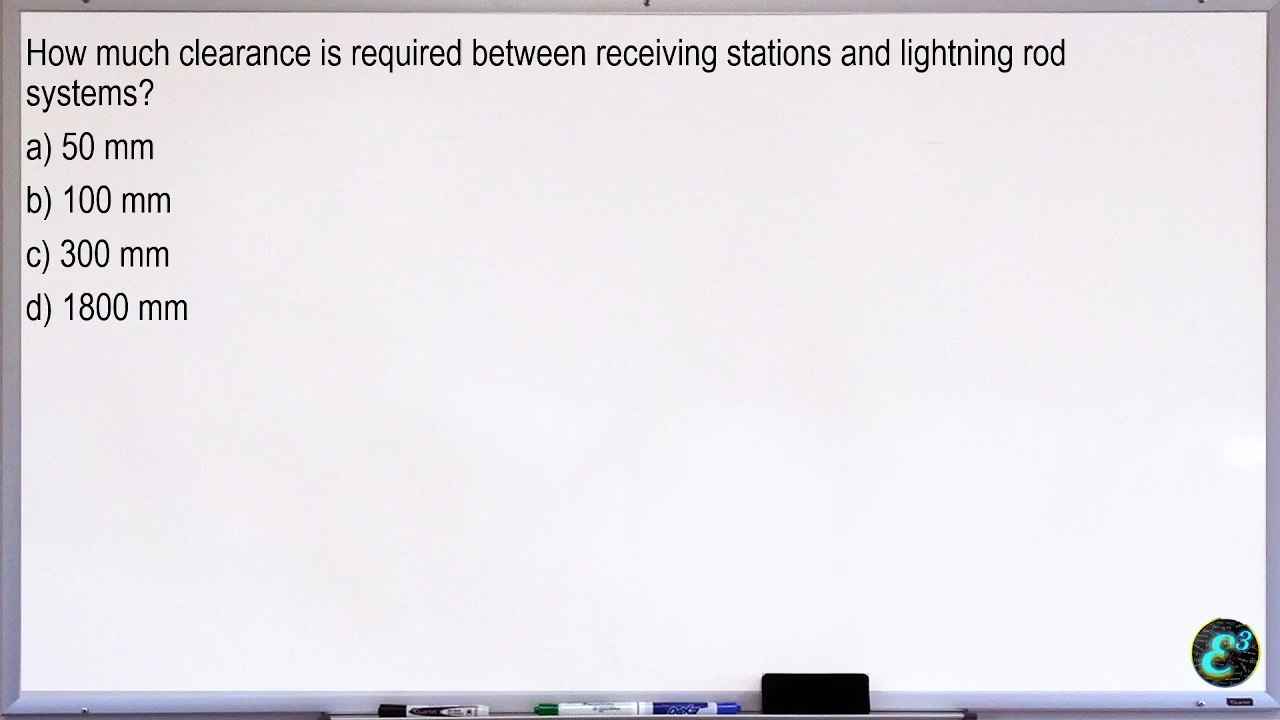 How much clearance is required between receiving stations and lightning rod
systems?
a) 50 mm
b) 100 mm
c) 300 mm
d) 1800 mm
ε³